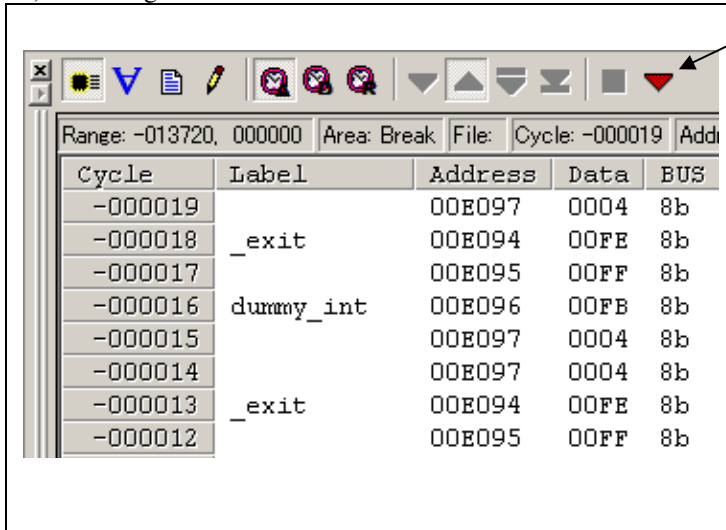 Range: -013720, 000000 Area: Break File: Cycle: -000019
Cycle Label Address Data BUS
-000019 00E097 0004 8b
-000018 _exit 00E094 00FE 8b
-000017 00E095 00FF 8b
-000016 dummy_int 00E096 00FB 8b
-000015 00E097 0004 8b
-000014 00E097 0004 8b
-000013 _exit 00E094 00FE 8b
-000012 00E095 00FF 8b